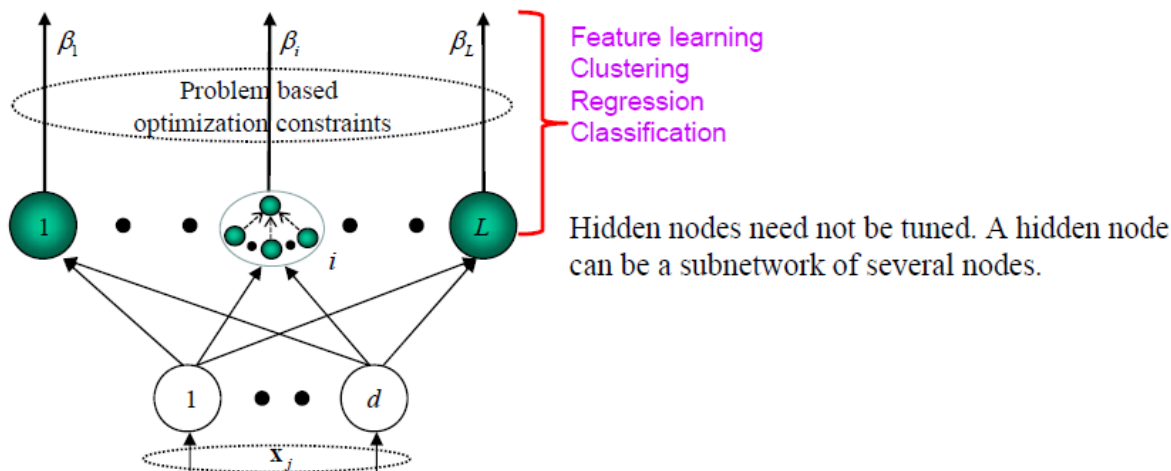 β₁
βᵢ
β_L
Problem based
optimization constraints
Feature learning
Clustering
Regression
Classification
1
i
L
Hidden nodes need not be tuned. A hidden node
can be a subnetwork of several nodes.
1
d
xⱼ